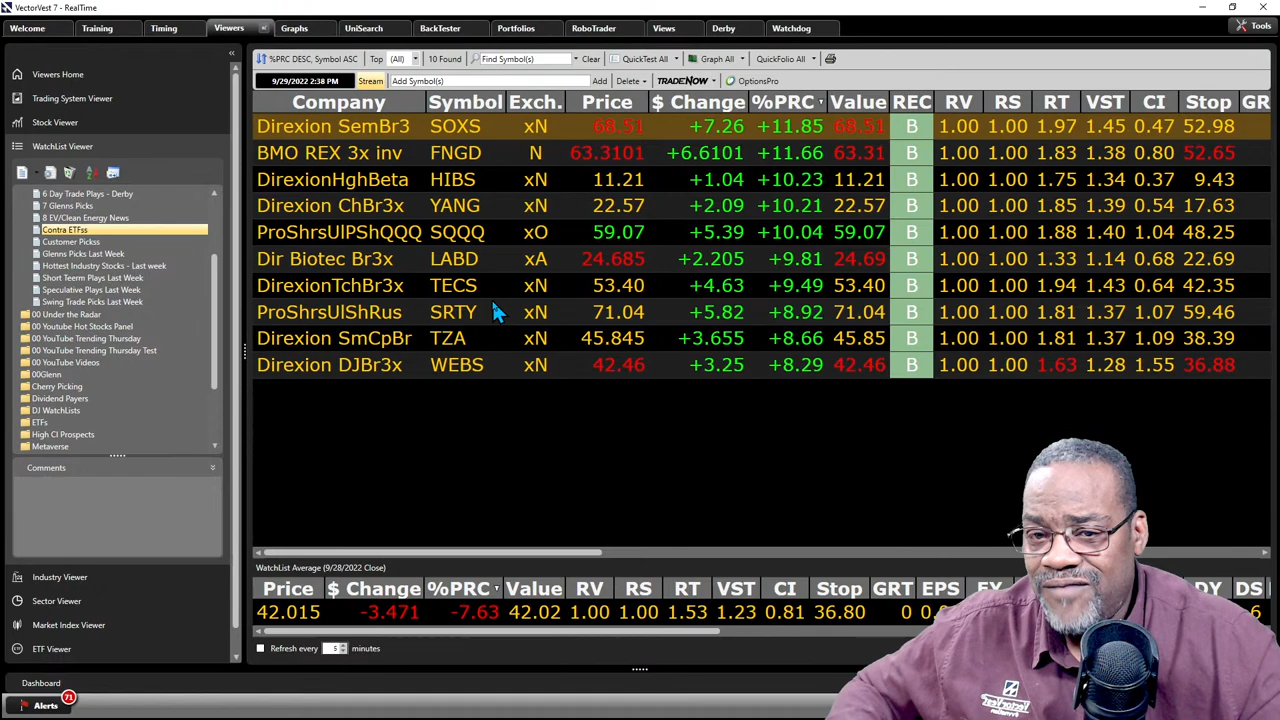 VectorVest 7 - RealTime
Welcome Training Timing Viewers Graphs UniSearch BackTester Portfolios RoboTrader Views Derby Watchdog Tools
%PRC DESC, Symbol ASC Top (All) 10 Found Find Symbol(s) Clear QuickTest All Graph All QuickFolio All
9/29/2022 2:38 PM Stream Add Symbol(s) Add Delete TRADENOW OptionsPro
Viewers Home
Trading System Viewer
Stock Viewer
WatchList Viewer
6 Day Trade Plays - Derby
7 Glenns Picks
8 EV/Clean Energy News
Contra ETFss
Customer Pickss
Glenns Picks Last Week
Hottest Industry Stocks - Last week
Short Teerm Plays Last Week
Speculative Plays Last Week
Swing Trade Picks Last Week
00 Under the Radar
00 Youtube Hot Stocks Panel
00 YouTube Trending Thursday
00 YouTube Trending Thursday Test
00 YouTube Videos
00Glenn
Cherry Picking
Dividend Payers
DJ WatchLists
ETFs
High CI Prospects
Metaverse
Comments
Industry Viewer
Sector Viewer
Market Index Viewer
ETF Viewer
Company Symbol Exch. Price $ Change %PRC Value REC RV RS RT VST CI Stop GR
Direxion SemBr3 SOXS xN 68.51 +7.26 +11.85 68.51 B 1.00 1.00 1.97 1.45 0.47 52.98
BMO REX 3x inv FNGD N 63.3101 +6.6101 +11.66 63.31 B 1.00 1.00 1.83 1.38 0.80 52.65
DirexionHghBeta HIBS xN 11.21 +1.04 +10.23 11.21 B 1.00 1.00 1.75 1.34 0.37 9.43
Direxion ChBr3x YANG xN 22.57 +2.09 +10.21 22.57 B 1.00 1.00 1.85 1.39 0.54 17.63
ProShrsUlPShQQQ SQQQ xO 59.07 +5.39 +10.04 59.07 B 1.00 1.00 1.88 1.40 1.04 48.25
Dir Biotec Br3x LABD xA 24.685 +2.205 +9.81 24.69 B 1.00 1.00 1.33 1.14 0.68 22.69
DirexionTchBr3x TECS xN 53.40 +4.63 +9.49 53.40 B 1.00 1.00 1.94 1.43 0.64 42.35
ProShrsUlShRus SRTY xN 71.04 +5.82 +8.92 71.04 B 1.00 1.00 1.81 1.37 1.07 59.46
Direxion SmCpBr TZA xN 45.845 +3.655 +8.66 45.85 B 1.00 1.00 1.81 1.37 1.09 38.39
Direxion DJBr3x WEBS xN 42.46 +3.25 +8.29 42.46 B 1.00 1.00 1.63 1.28 1.55 36.88
WatchList Average (9/28/2022 Close)
Price $ Change %PRC Value RV RS RT VST CI Stop GRT EPS DY DS
42.015 -3.471 -7.63 42.02 1.00 1.00 1.53 1.23 0.81 36.80 0
Refresh every 5 minutes
Dashboard
Alerts 71
VectorVest